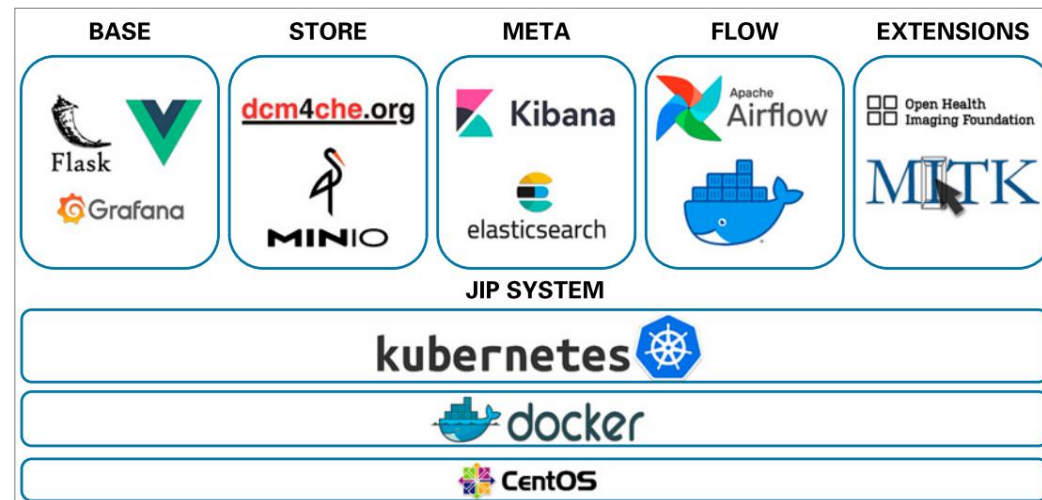 BASE
STORE
META
FLOW
EXTENSIONS
Flask
Grafana
dcm4che.org
MINIO
Kibana
elasticsearch
Apache
Airflow
Open Health
Imaging Foundation
MITK
JIP SYSTEM
kubernetes
docker
CentOS